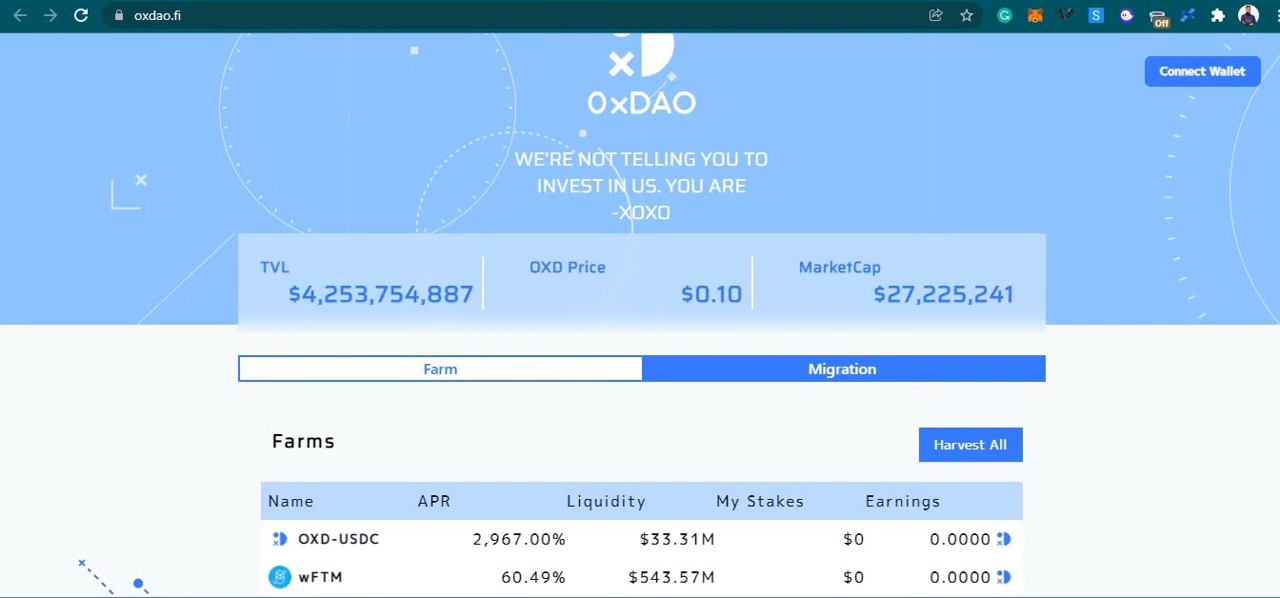 oxdao.fi
Off
Connect Wallet
0xDAO
WE'RE NOT TELLING YOU TO
INVEST IN US. YOU ARE
-XOXO
TVL
$4,253,754,887
OXD Price
$0.10
MarketCap
$27,225,241
Farm
Migration
Farms
Harvest All
Name APR Liquidity My Stakes Earnings
OXD-USDC 2,967.00% $33.31M $0 0.0000
wFTM 60.49% $543.57M $0 0.0000